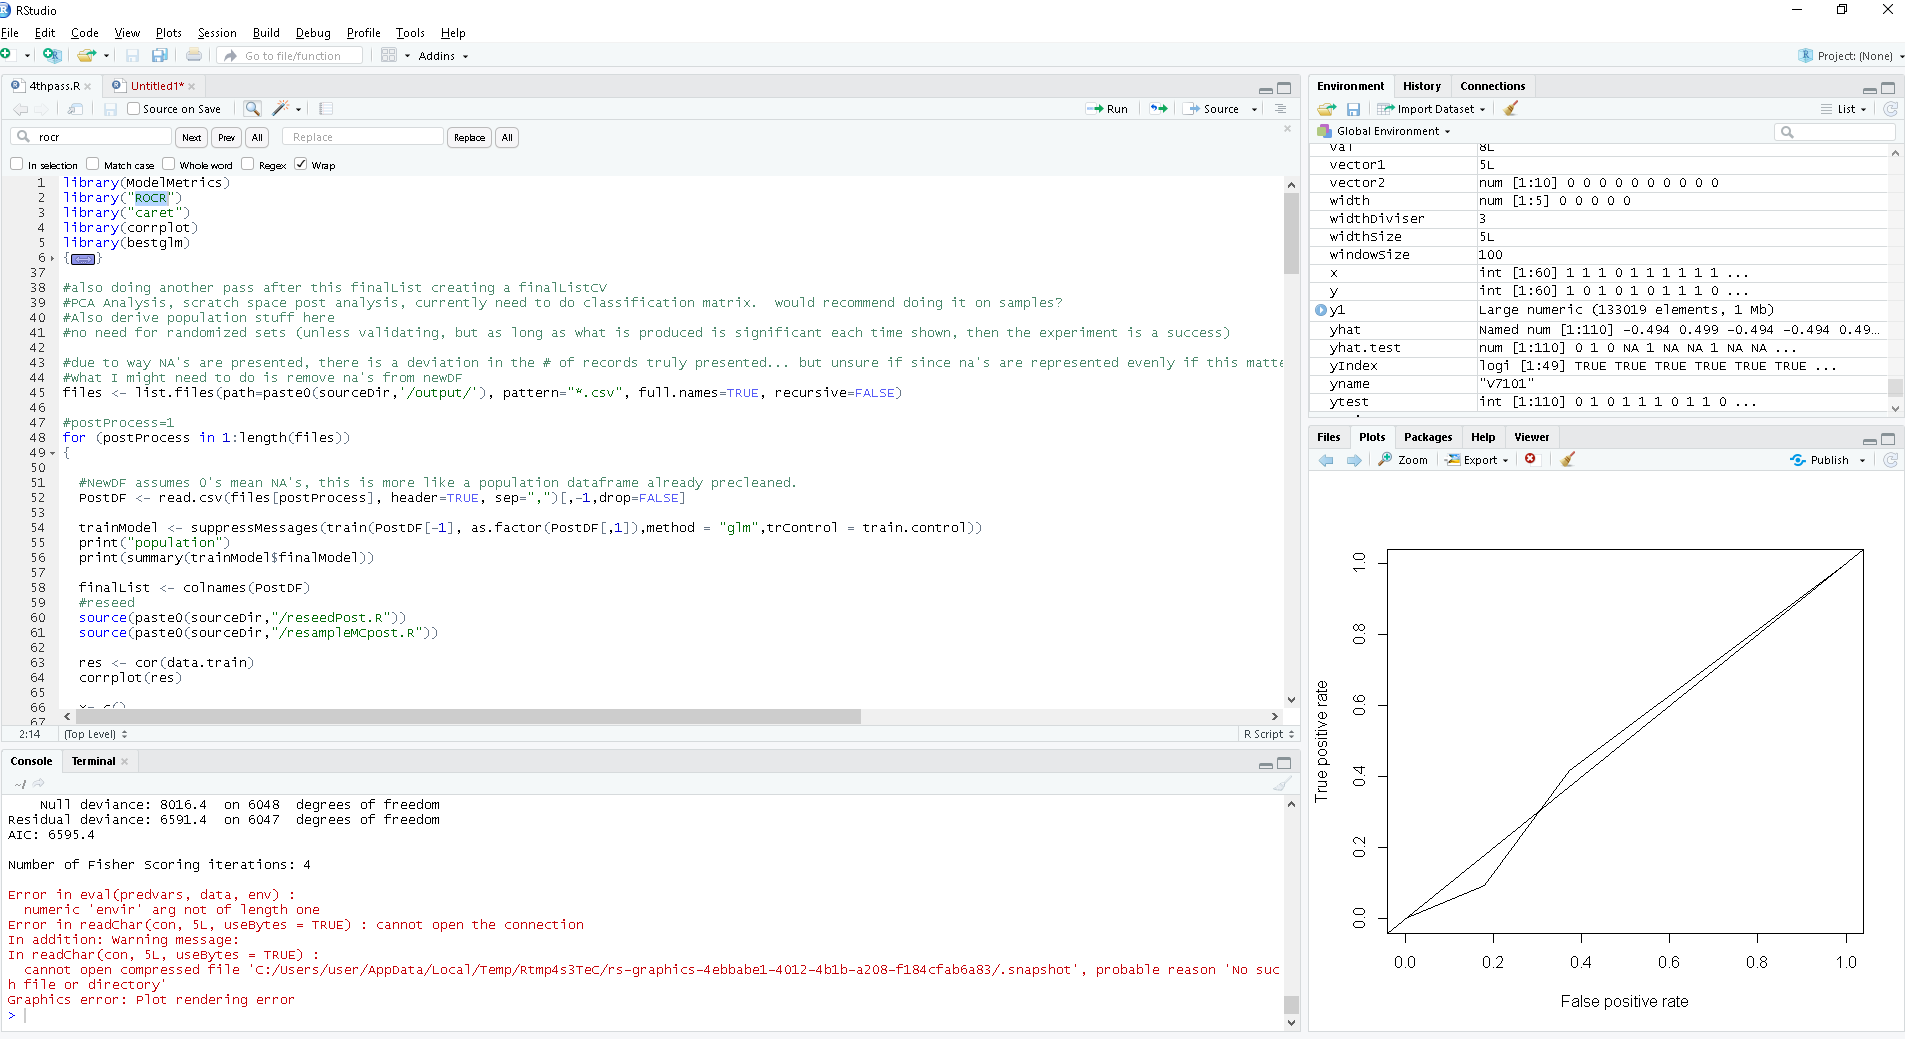 RStudio
File Edit Code View Plots Session Build Debug Profile Tools Help
Go to file/function Addins Project: (None)
4thpass.R Untitled1*
Source on Save Run Source
rocr Next Prev All Replace Replace All
In selection Match case Whole word Regex Wrap
1 library(ModelMetrics)
2 library("ROCR")
3 library("caret")
4 library(corrplot)
5 library(bestglm)
6 {}
37
38 #also doing another pass after this finalList creating a finalListCV
39 #PCA Analysis, scratch space post analysis, currently need to do classification matrix.  would recommend doing it on samples?
40 #Also derive population stuff here
41 #no need for randomized sets (unless validating, but as long as what is produced is significant each time shown, then the experiment is a success)
42
43 #due to way NA's are presented, there is a deviation in the # of records truly presented... but unsure if since na's are represented evenly if this matte
44 #what I might need to do is remove na's from newDF
45 files <- list.files(path=paste0(sourceDir,'/output/'), pattern="*.csv", full.names=TRUE, recursive=FALSE)
46
47 #postProcess=1
48 for (postProcess in 1:length(files))
49 {
50
51 #NewDF assumes 0's mean NA's, this is more like a population dataframe already precleaned.
52 PostDF <- read.csv(files[postProcess], header=TRUE, sep=",")[,-1,drop=FALSE]
53
54 trainModel <- suppressMessages(train(PostDF[-1], as.factor(PostDF[,1]),method = "glm",trControl = train.control))
55 print("population")
56 print(summary(trainModel$finalModel))
57
58 finalList <- colnames(PostDF)
59 #reseed
60 source(paste0(sourceDir,"/reseedPost.R"))
61 source(paste0(sourceDir,"/resampleMCpost.R"))
62
63 res <- cor(data.train)
64 corrplot(res)
65
66 x= c()
67
2:14 (Top Level) R Script
Console Terminal
~/
Null deviance: 8016.4  on 6048  degrees of freedom
Residual deviance: 6591.4  on 6047  degrees of freedom
AIC: 6595.4
Number of Fisher Scoring iterations: 4
Error in eval(predvars, data, env) :
numeric 'envir' arg not of length one
Error in readChar(con, 5L, useBytes = TRUE) : cannot open the connection
In addition: Warning message:
In readChar(con, 5L, useBytes = TRUE) :
cannot open compressed file 'C:/Users/user/AppData/Local/Temp/Rtmp4s3TeC/rs-graphics-4ebbabe1-4012-4b1b-a208-f184cfab6a83/.snapshot', probable reason 'No suc
h file or directory'
Graphics error: Plot rendering error
>
Environment History Connections
Import Dataset List
Global Environment
val 8L
vector1 5L
vector2 num [1:10] 0 0 0 0 0 0 0 0 0 0
width num [1:5] 0 0 0 0 0
widthDiviser 3
widthSize 5L
windowSize 100
x int [1:60] 1 1 1 0 1 1 1 1 1 1 ...
y int [1:60] 1 0 1 0 1 0 1 1 1 0 ...
y1 Large numeric (133019 elements, 1 Mb)
yhat Named num [1:110] -0.494 0.499 -0.494 -0.494 0.49…
yhat.test num [1:110] 0 1 0 NA 1 NA NA 1 NA NA ...
yIndex logi [1:49] TRUE TRUE TRUE TRUE TRUE TRUE ...
yname "V7101"
ytest int [1:110] 0 1 0 1 1 1 0 1 1 0 ...
Files Plots Packages Help Viewer
Zoom Export Publish
True positive rate
1.0
0.8
0.6
0.4
0.2
0.0
0.0 0.2 0.4 0.6 0.8 1.0
False positive rate